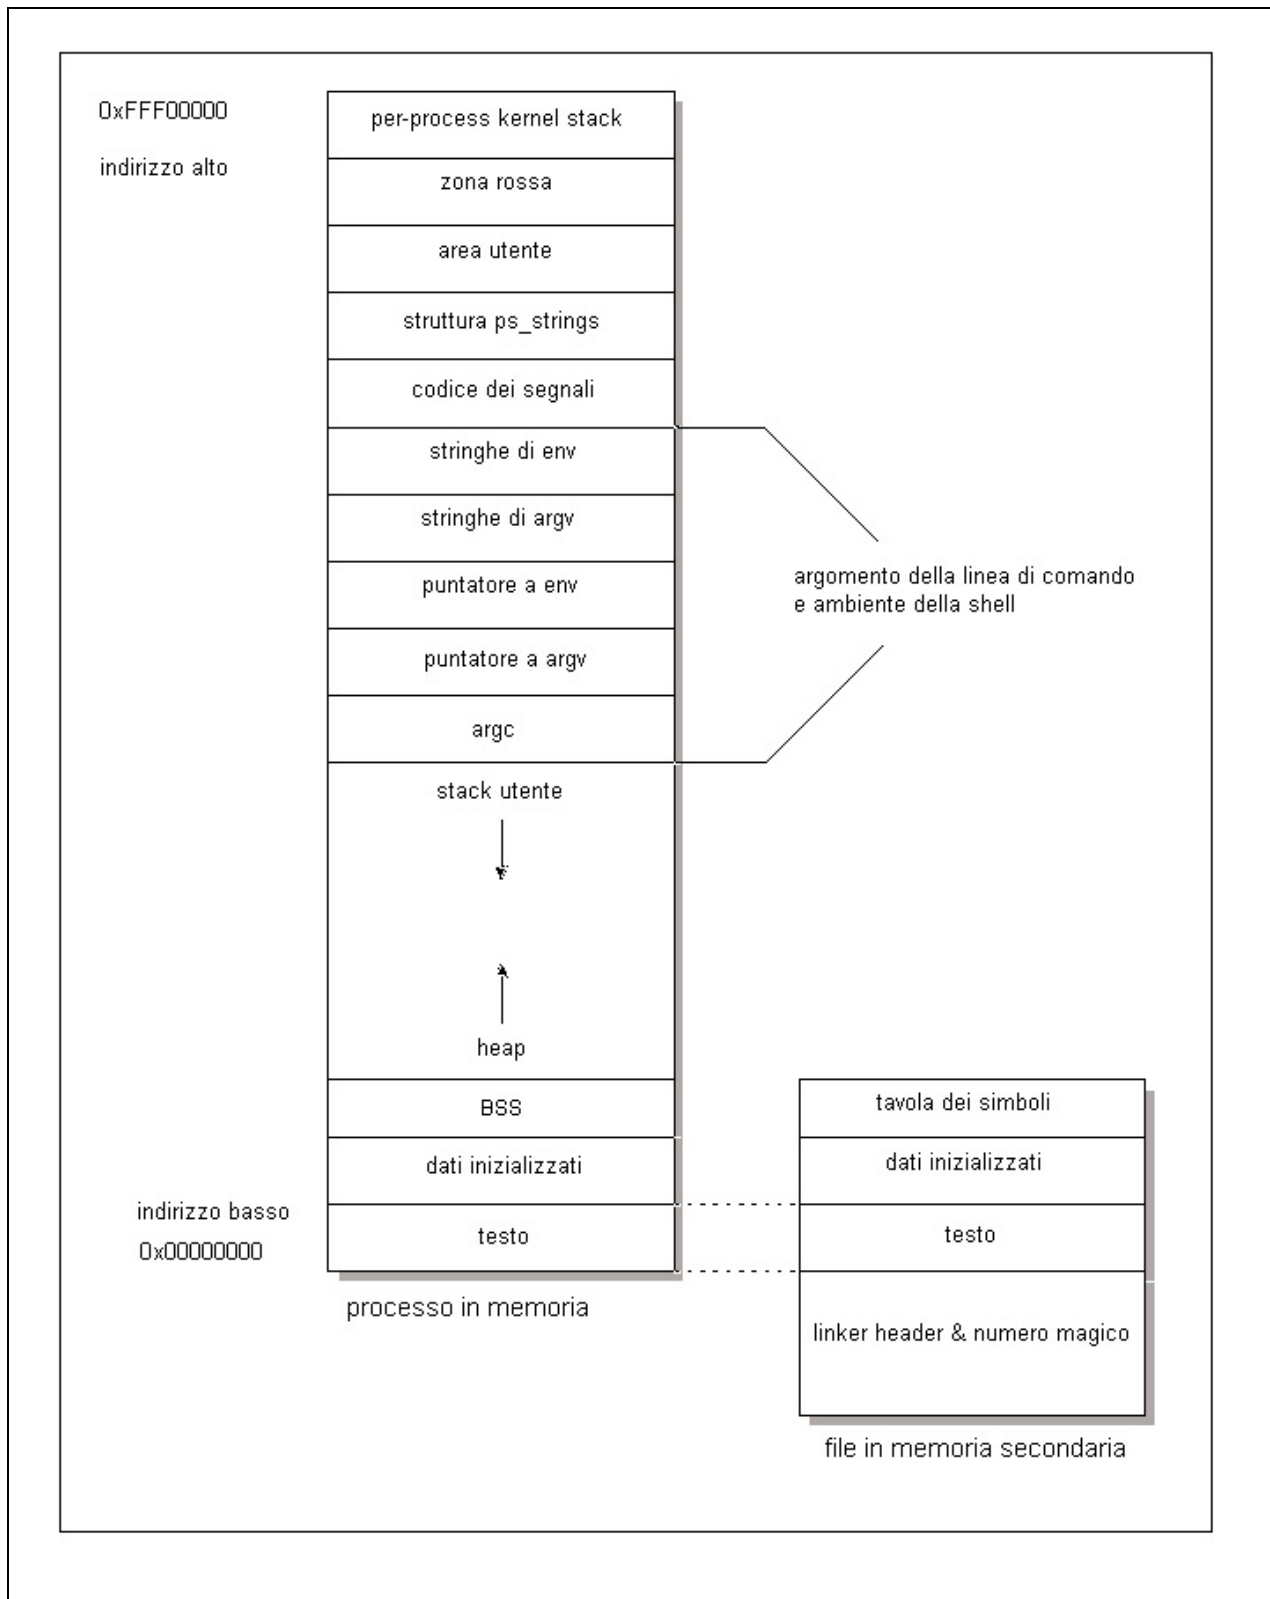 0xFFF00000
indirizzo alto
per-process kernel stack
zona rossa
area utente
struttura ps_strings
codice dei segnali
stringhe di env
stringhe di argv
puntatore a env
puntatore a argv
argc
argomento della linea di comando
e ambiente della shell
stack utente
heap
BSS
dati inizializzati
testo
indirizzo basso
0x00000000
processo in memoria
tavola dei simboli
dati inizializzati
testo
linker header & numero magico
file in memoria secondaria